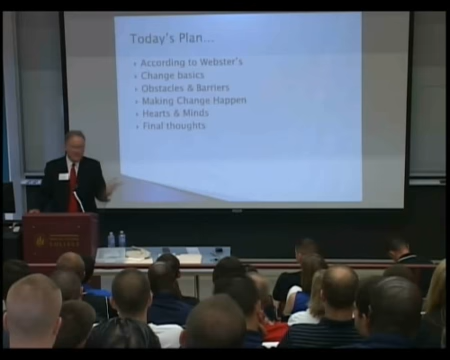 Today's Plan...
According to Webster's
Change basics
Obstacles & Barriers
Making Change Happen
Hearts & Minds
Final thoughts